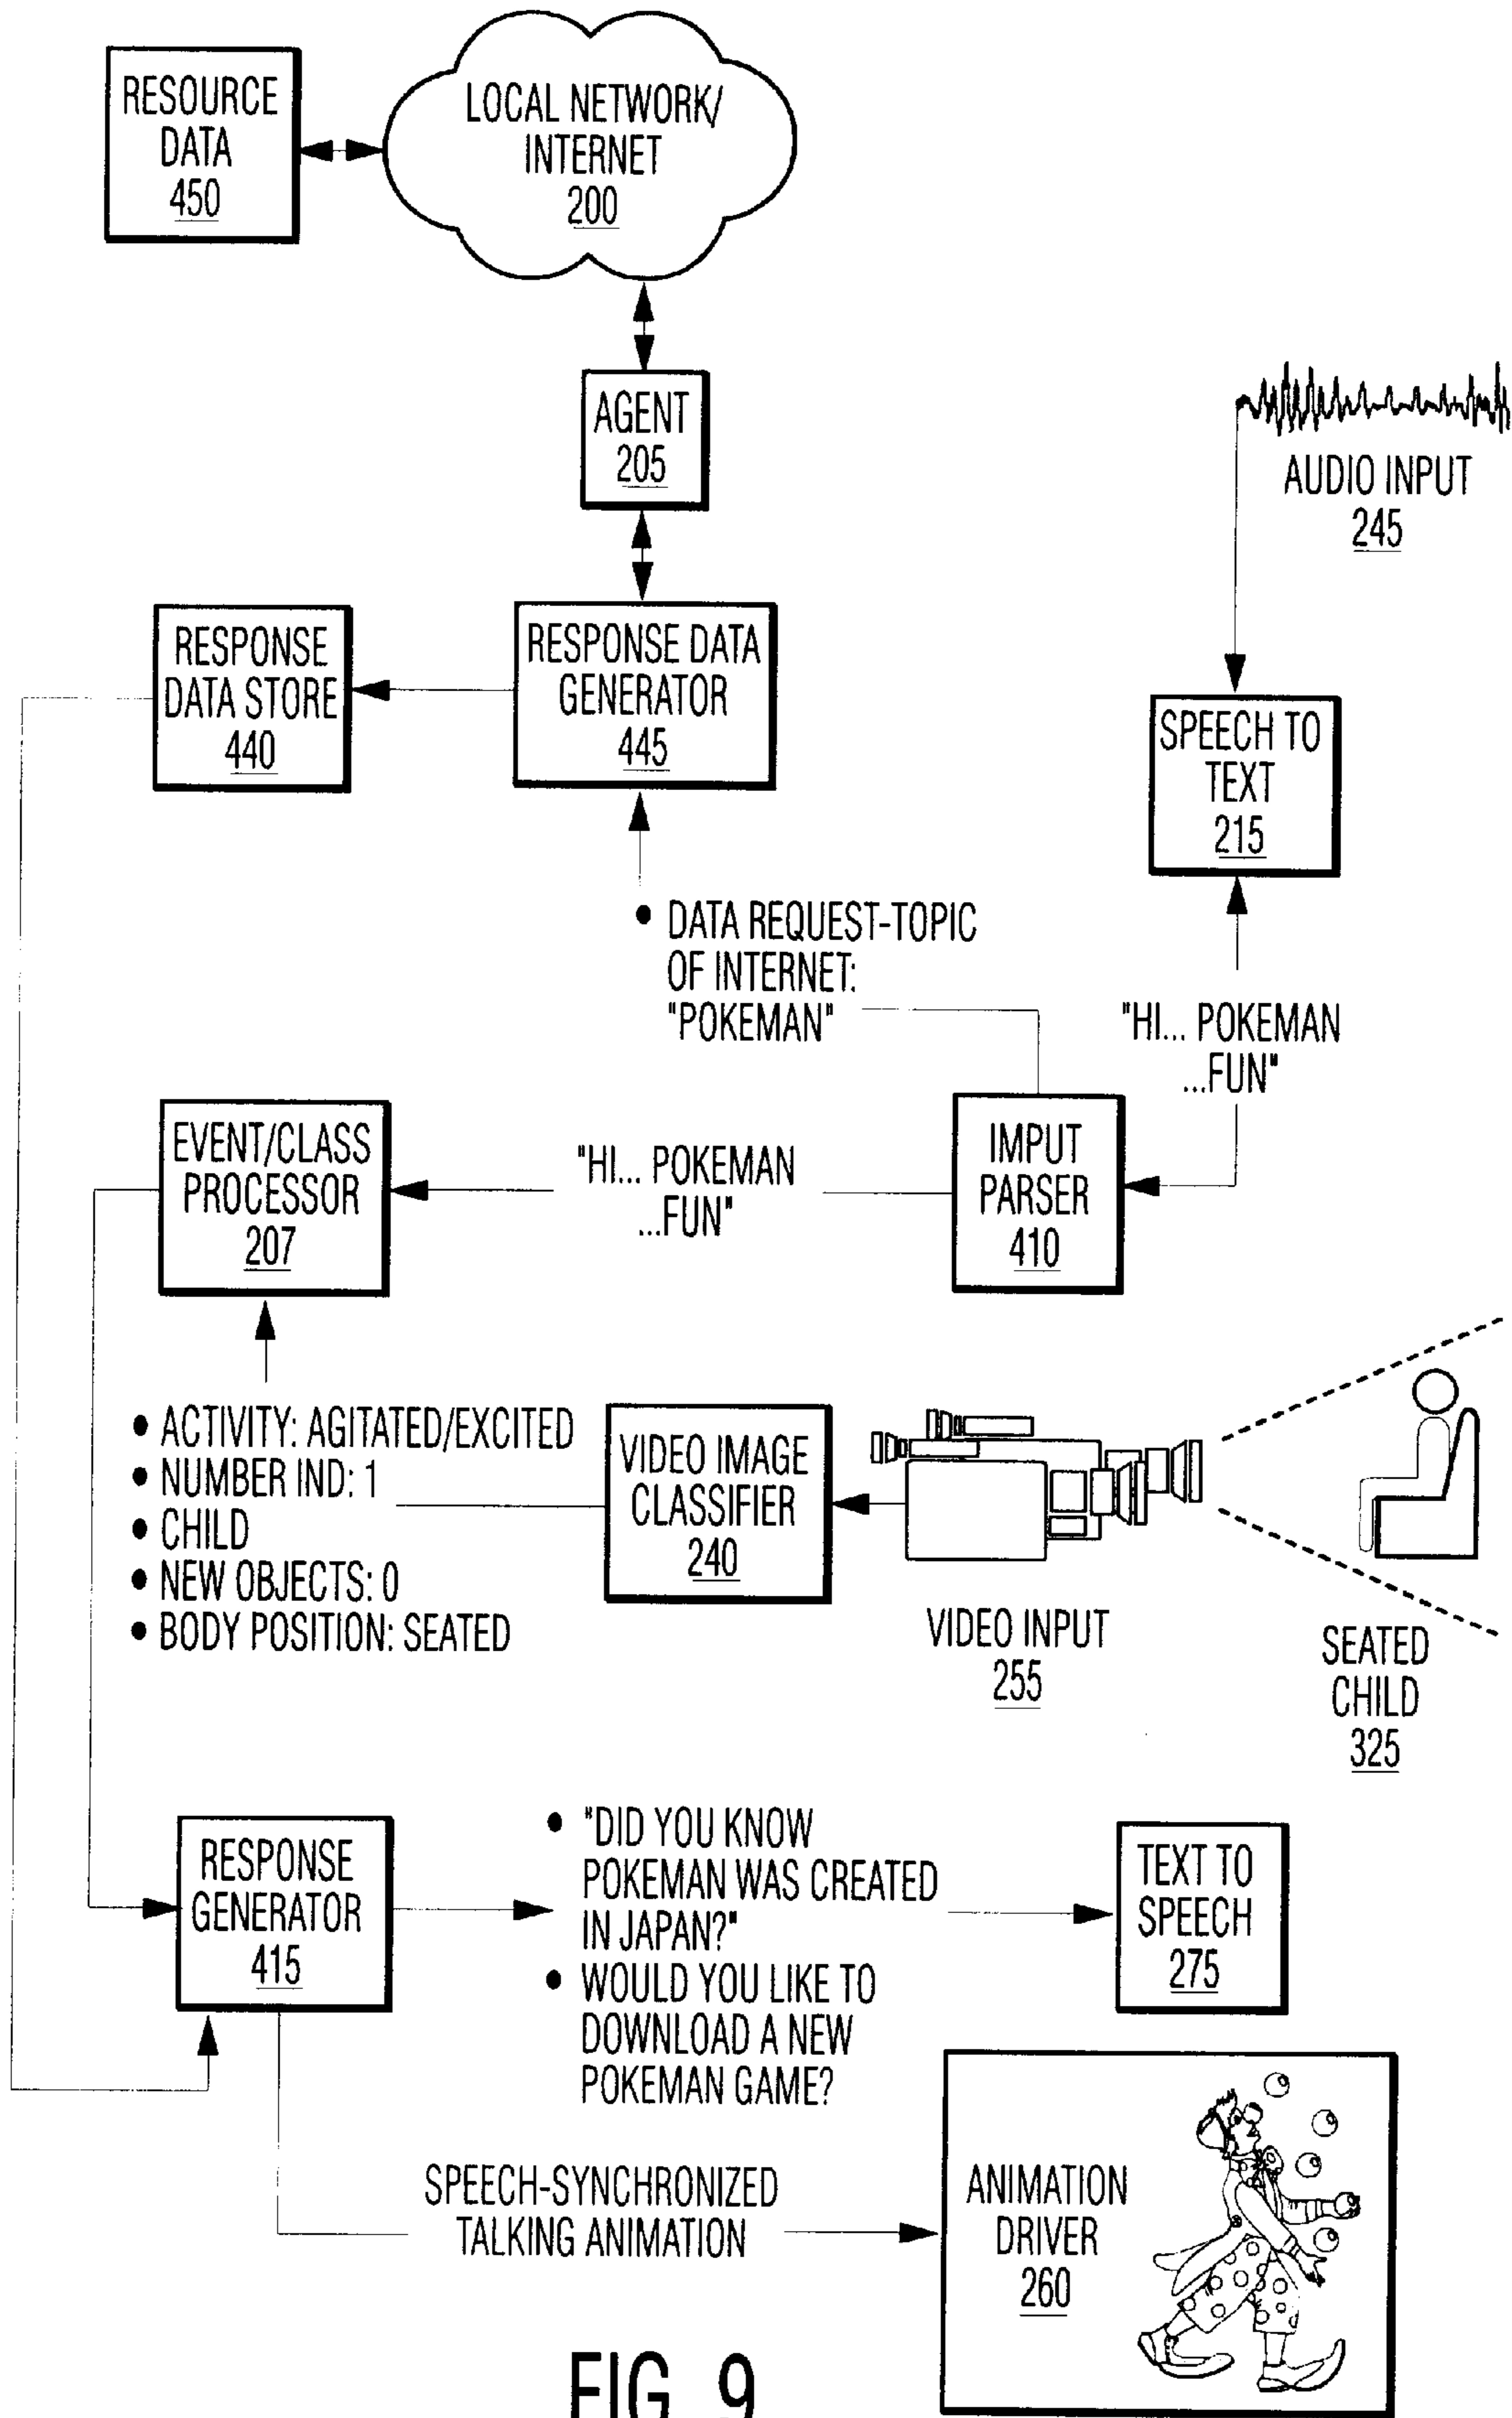 RESOURCE
DATA
450
LOCAL NETWORK/
INTERNET
200
AGENT
205
AUDIO INPUT
245
RESPONSE
DATA STORE
440
RESPONSE DATA
GENERATOR
445
SPEECH TO
TEXT
215
• DATA REQUEST-TOPIC
OF INTERNET:
"POKEMAN"
"HI... POKEMAN
...FUN"
EVENT/CLASS
PROCESSOR
207
"HI... POKEMAN
...FUN"
IMPUT
PARSER
410
• ACTIVITY: AGITATED/EXCITED
• NUMBER IND: 1
• CHILD
• NEW OBJECTS: 0
• BODY POSITION: SEATED
VIDEO IMAGE
CLASSIFIER
240
VIDEO INPUT
255
SEATED
CHILD
325
RESPONSE
GENERATOR
415
• "DID YOU KNOW
POKEMAN WAS CREATED
IN JAPAN?"
• WOULD YOU LIKE TO
DOWNLOAD A NEW
POKEMAN GAME?
TEXT TO
SPEECH
275
SPEECH-SYNCHRONIZED
TALKING ANIMATION
ANIMATION
DRIVER
260
FIG. 9